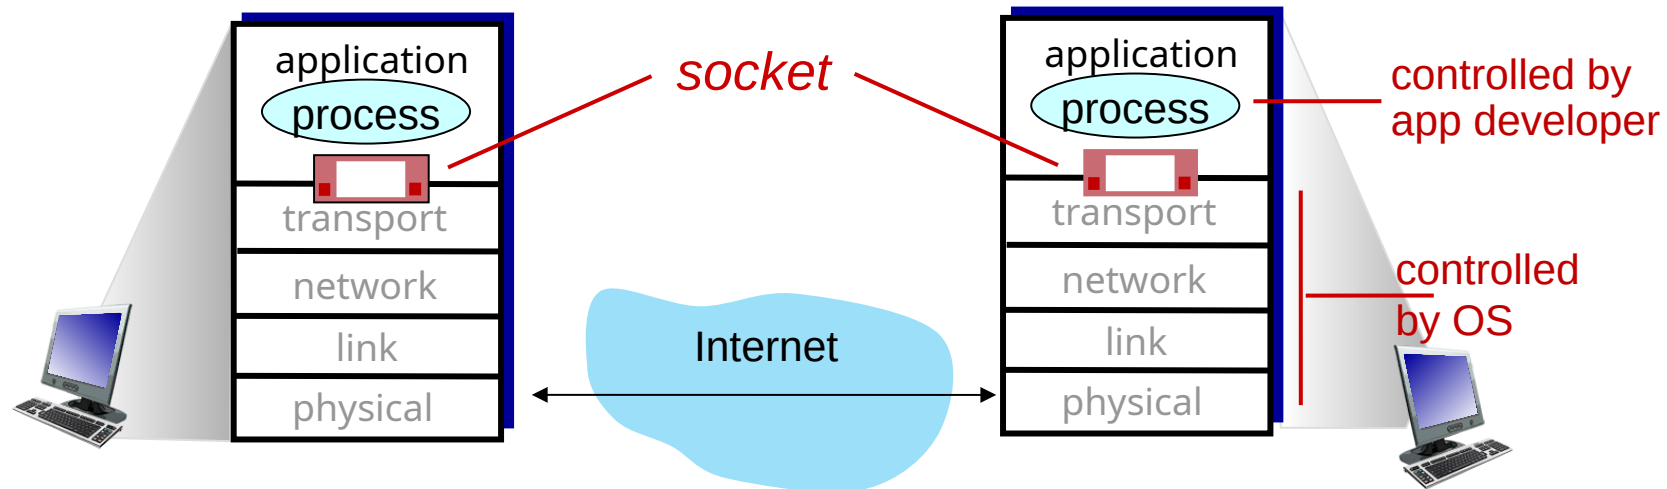 application
process
transport
network
link
physical
socket
Internet
application
process
transport
network
link
physical
controlled by
app developer
controlled
by OS